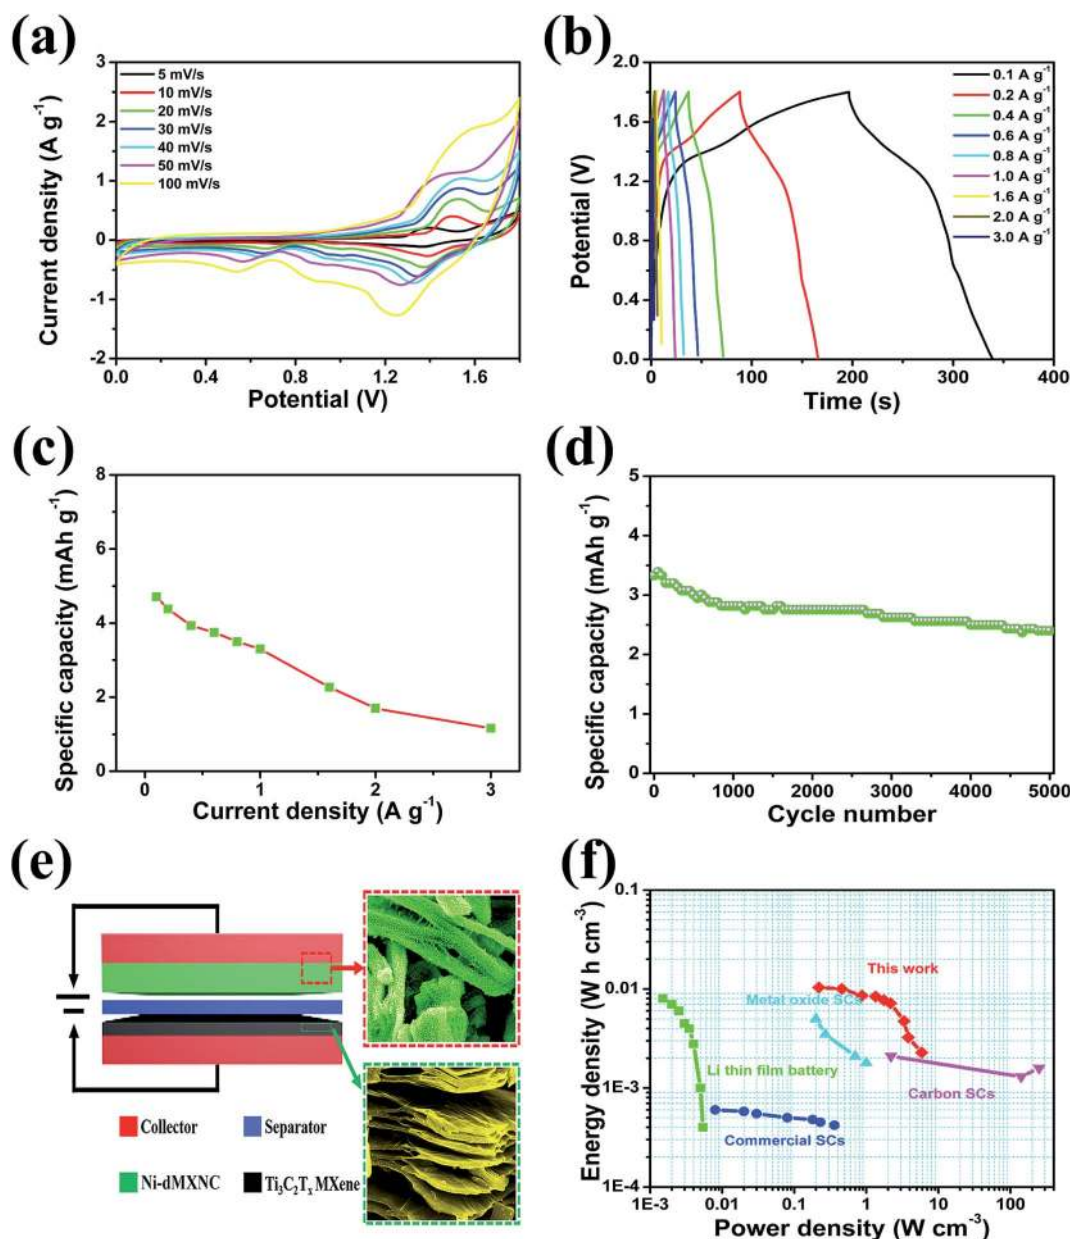 (a)
Current density (A g⁻¹)
3
2
1
0
-1
-2
5 mV/s
10 mV/s
20 mV/s
30 mV/s
40 mV/s
50 mV/s
100 mV/s
0.0 0.4 0.8 1.2 1.6
Potential (V)
(b)
Potential (V)
2.0
1.6
1.2
0.8
0.4
0.0
0.1 A g⁻¹
0.2 A g⁻¹
0.4 A g⁻¹
0.6 A g⁻¹
0.8 A g⁻¹
1.0 A g⁻¹
1.6 A g⁻¹
2.0 A g⁻¹
3.0 A g⁻¹
0 100 200 300 400
Time (s)
(c)
Specific capacity (mAh g⁻¹)
8
6
4
2
0
0 1 2 3
Current density (A g⁻¹)
(d)
Specific capacity (mAh g⁻¹)
5
4
3
2
1
0
0 1000 2000 3000 4000 5000
Cycle number
(e)
Collector
Separator
Ni-dMXNC
Ti₃C₂Tₓ MXene
(f)
Energy density (W h cm⁻³)
0.1
0.01
1E-3
1E-4
This work
Metal oxide SCs
Li thin film battery
Carbon SCs
Commercial SCs
1E-3 0.01 0.1 1 10 100
Power density (W cm⁻³)